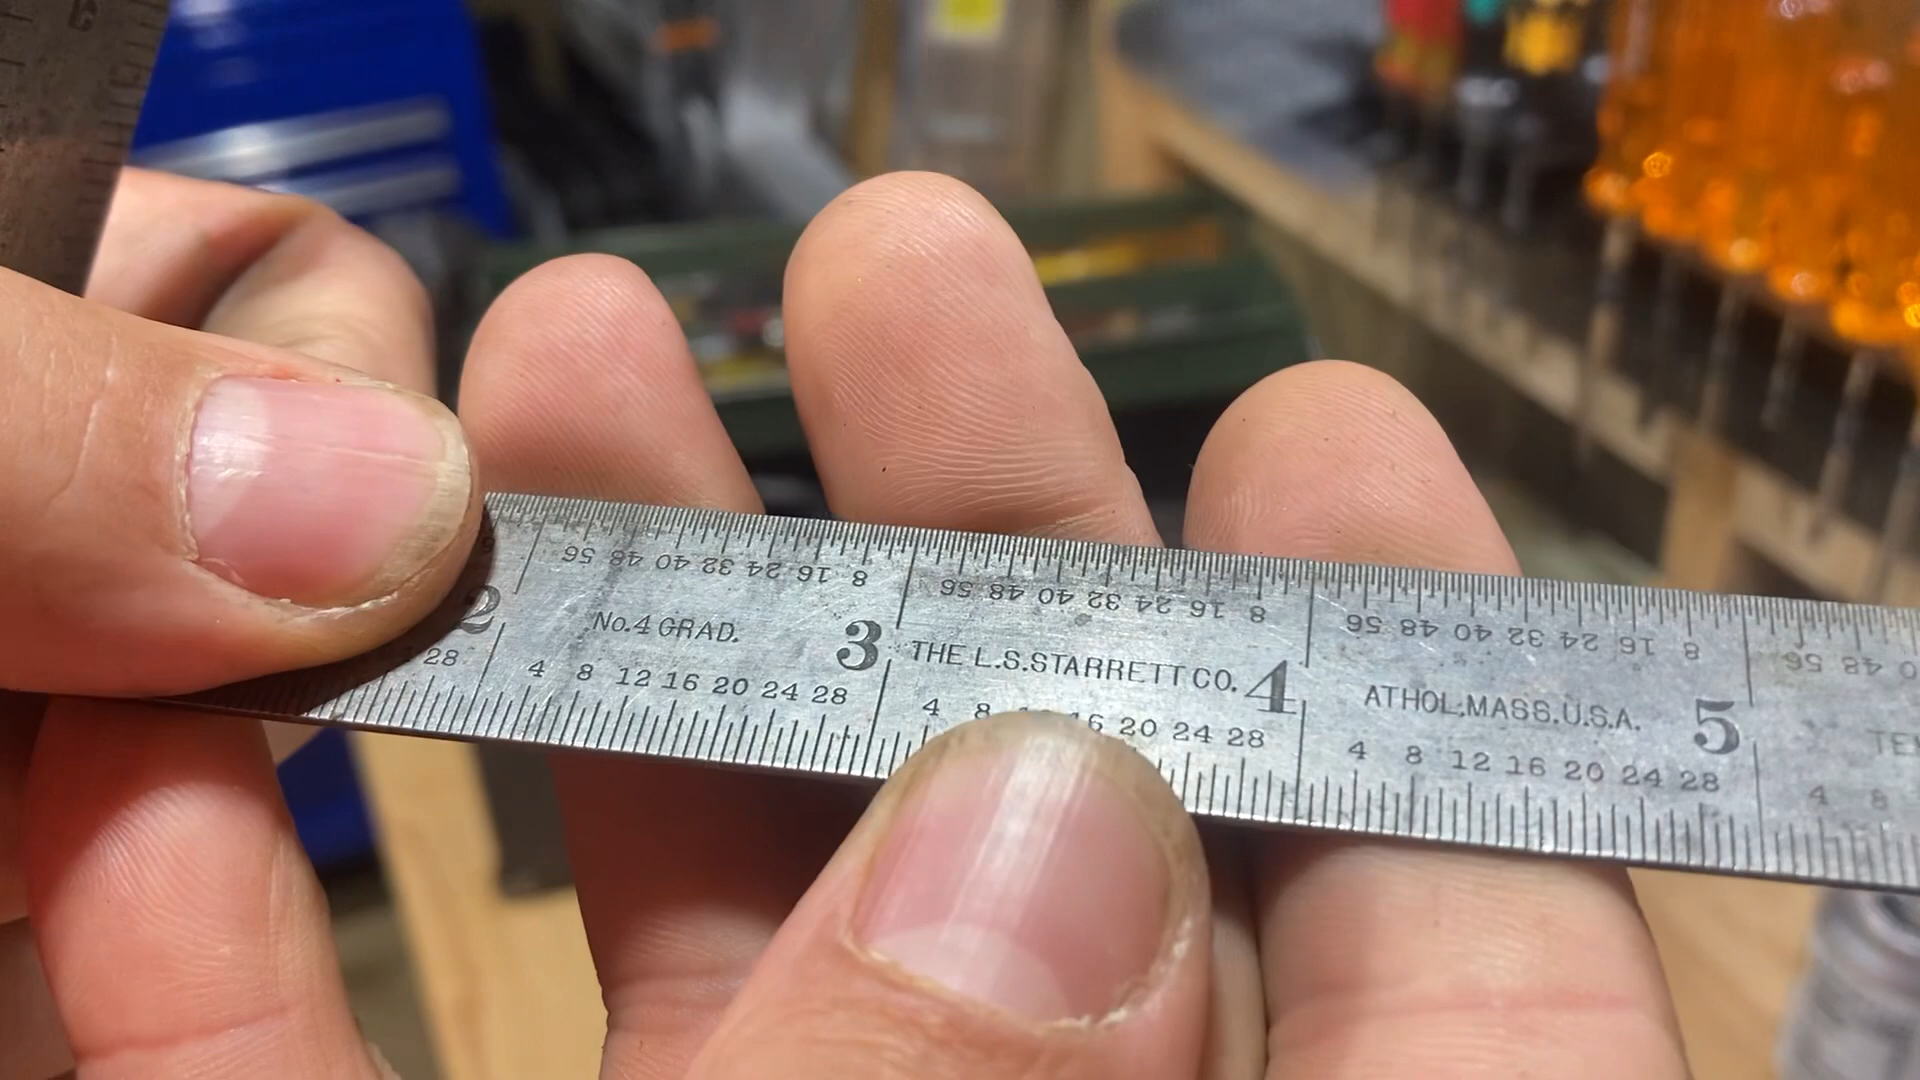 56 48 40 32 24 16 8 56 48 40 32 24 16 8 56 48 40 32 24 16 8 56 48
2 No.4 GRAD. 3 THE L.S.STARRETT CO. 4 ATHOL,MASS.U.S.A. 5
28 4 8 12 16 20 24 28 4 8 20 24 28 4 8 12 16 20 24 28 4 8